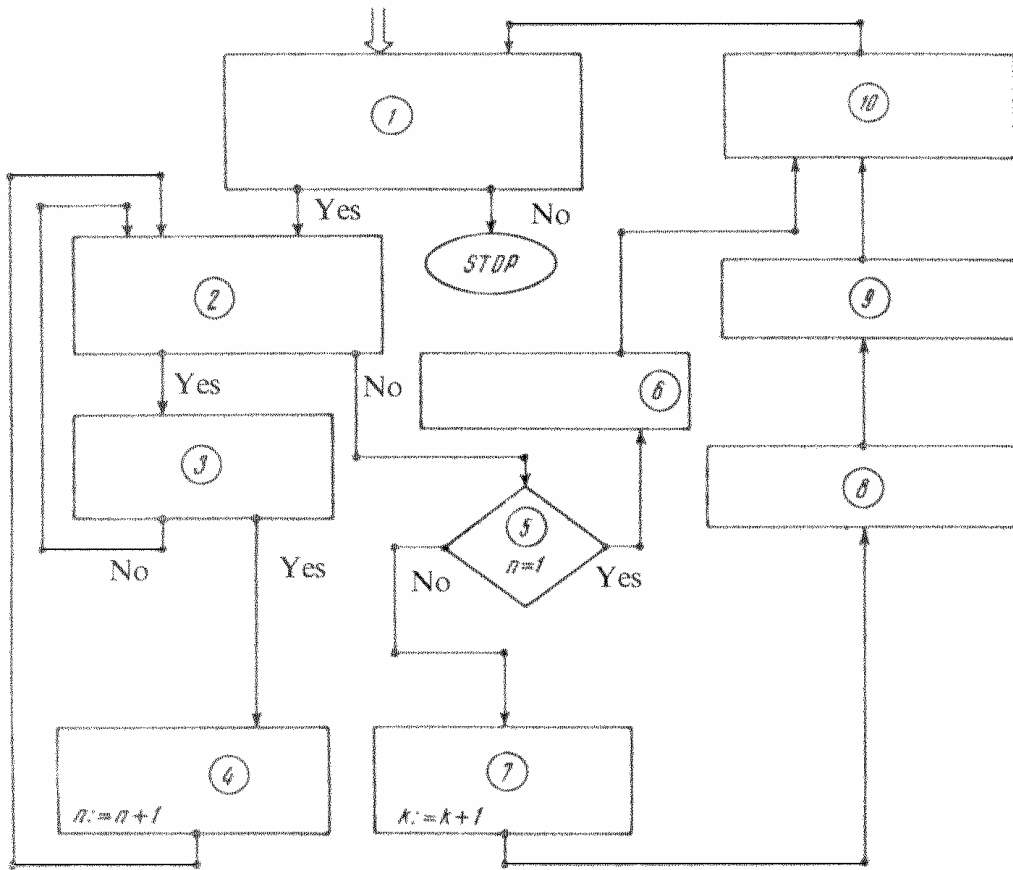 1
10
Yes
No
STOP
2
9
Yes
No
6
3
8
5
No
Yes
No
n=1
Yes
4
7
n:=n+1
k:=k+1